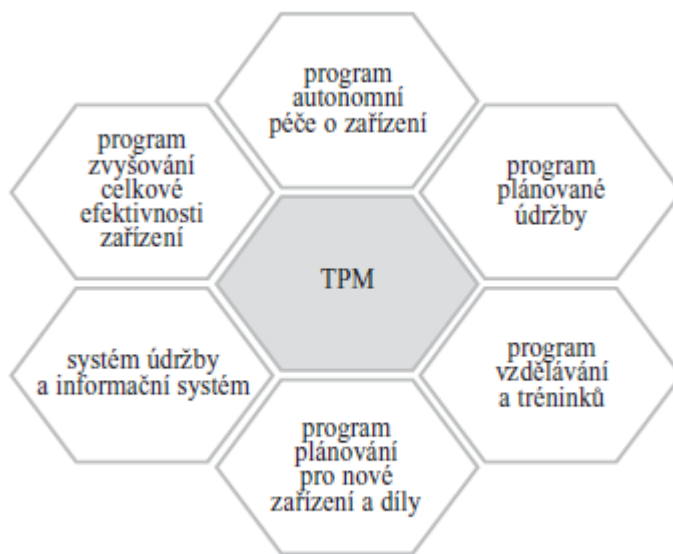 program
autonomní
péče o zařízení
program
zvyšování
celkové
efektivnosti
zařízení
program
plánované
údržby
TPM
systém údržby
a informační systém
program
vzdělávání
a tréninků
program
plánování
pro nové
zařízení a díly